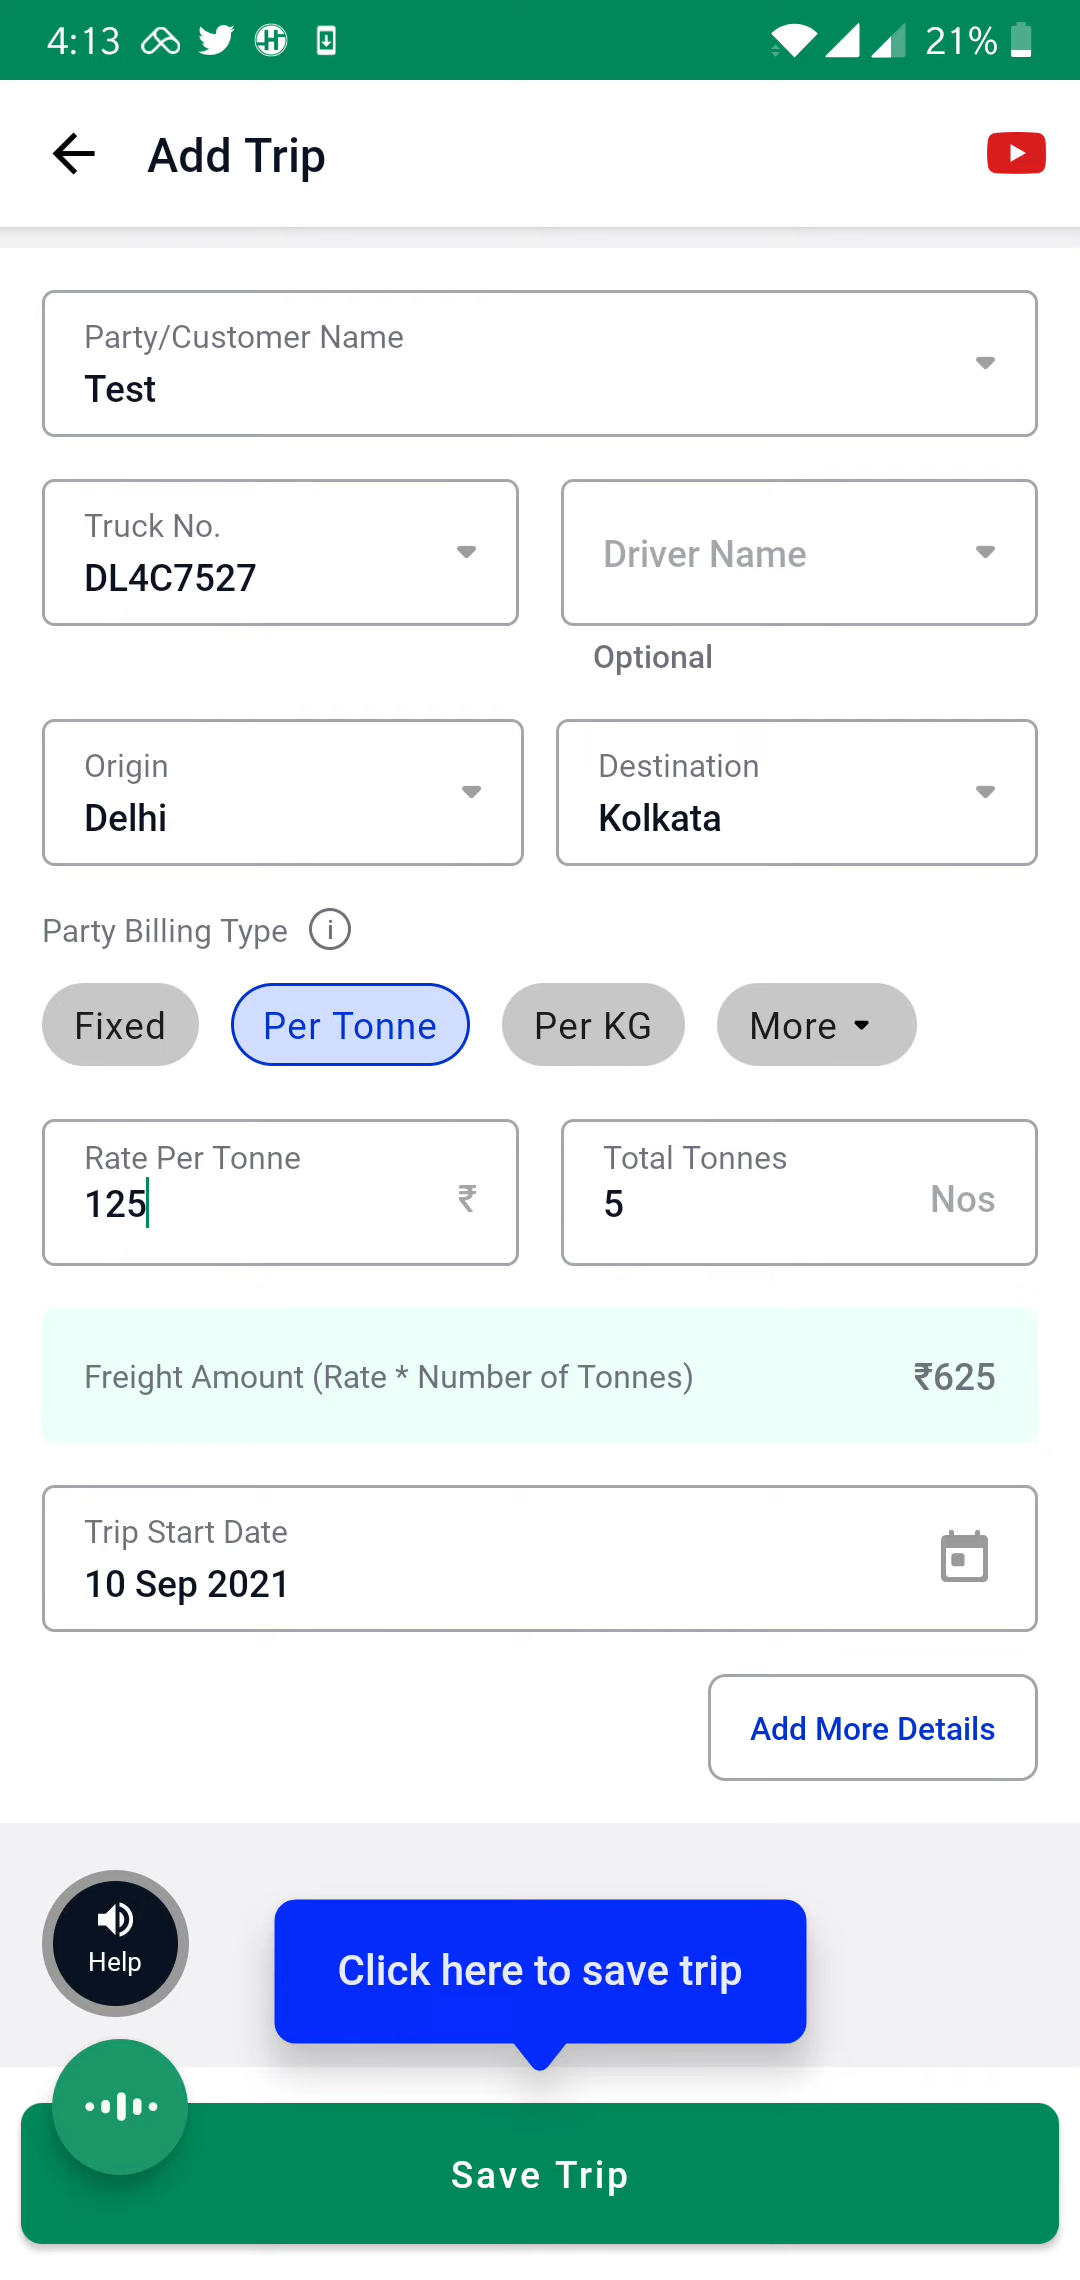 4:13
21%
Add Trip
Party/Customer Name
Test
Truck No.
DL4C7527
Driver Name
Optional
Origin
Delhi
Destination
Kolkata
Party Billing Type i
Fixed
Per Tonne
Per KG
More
Rate Per Tonne
125
₹
Total Tonnes
5
Nos
Freight Amount (Rate * Number of Tonnes)
₹625
Trip Start Date
10 Sep 2021
Add More Details
Help
Click here to save trip
Save Trip